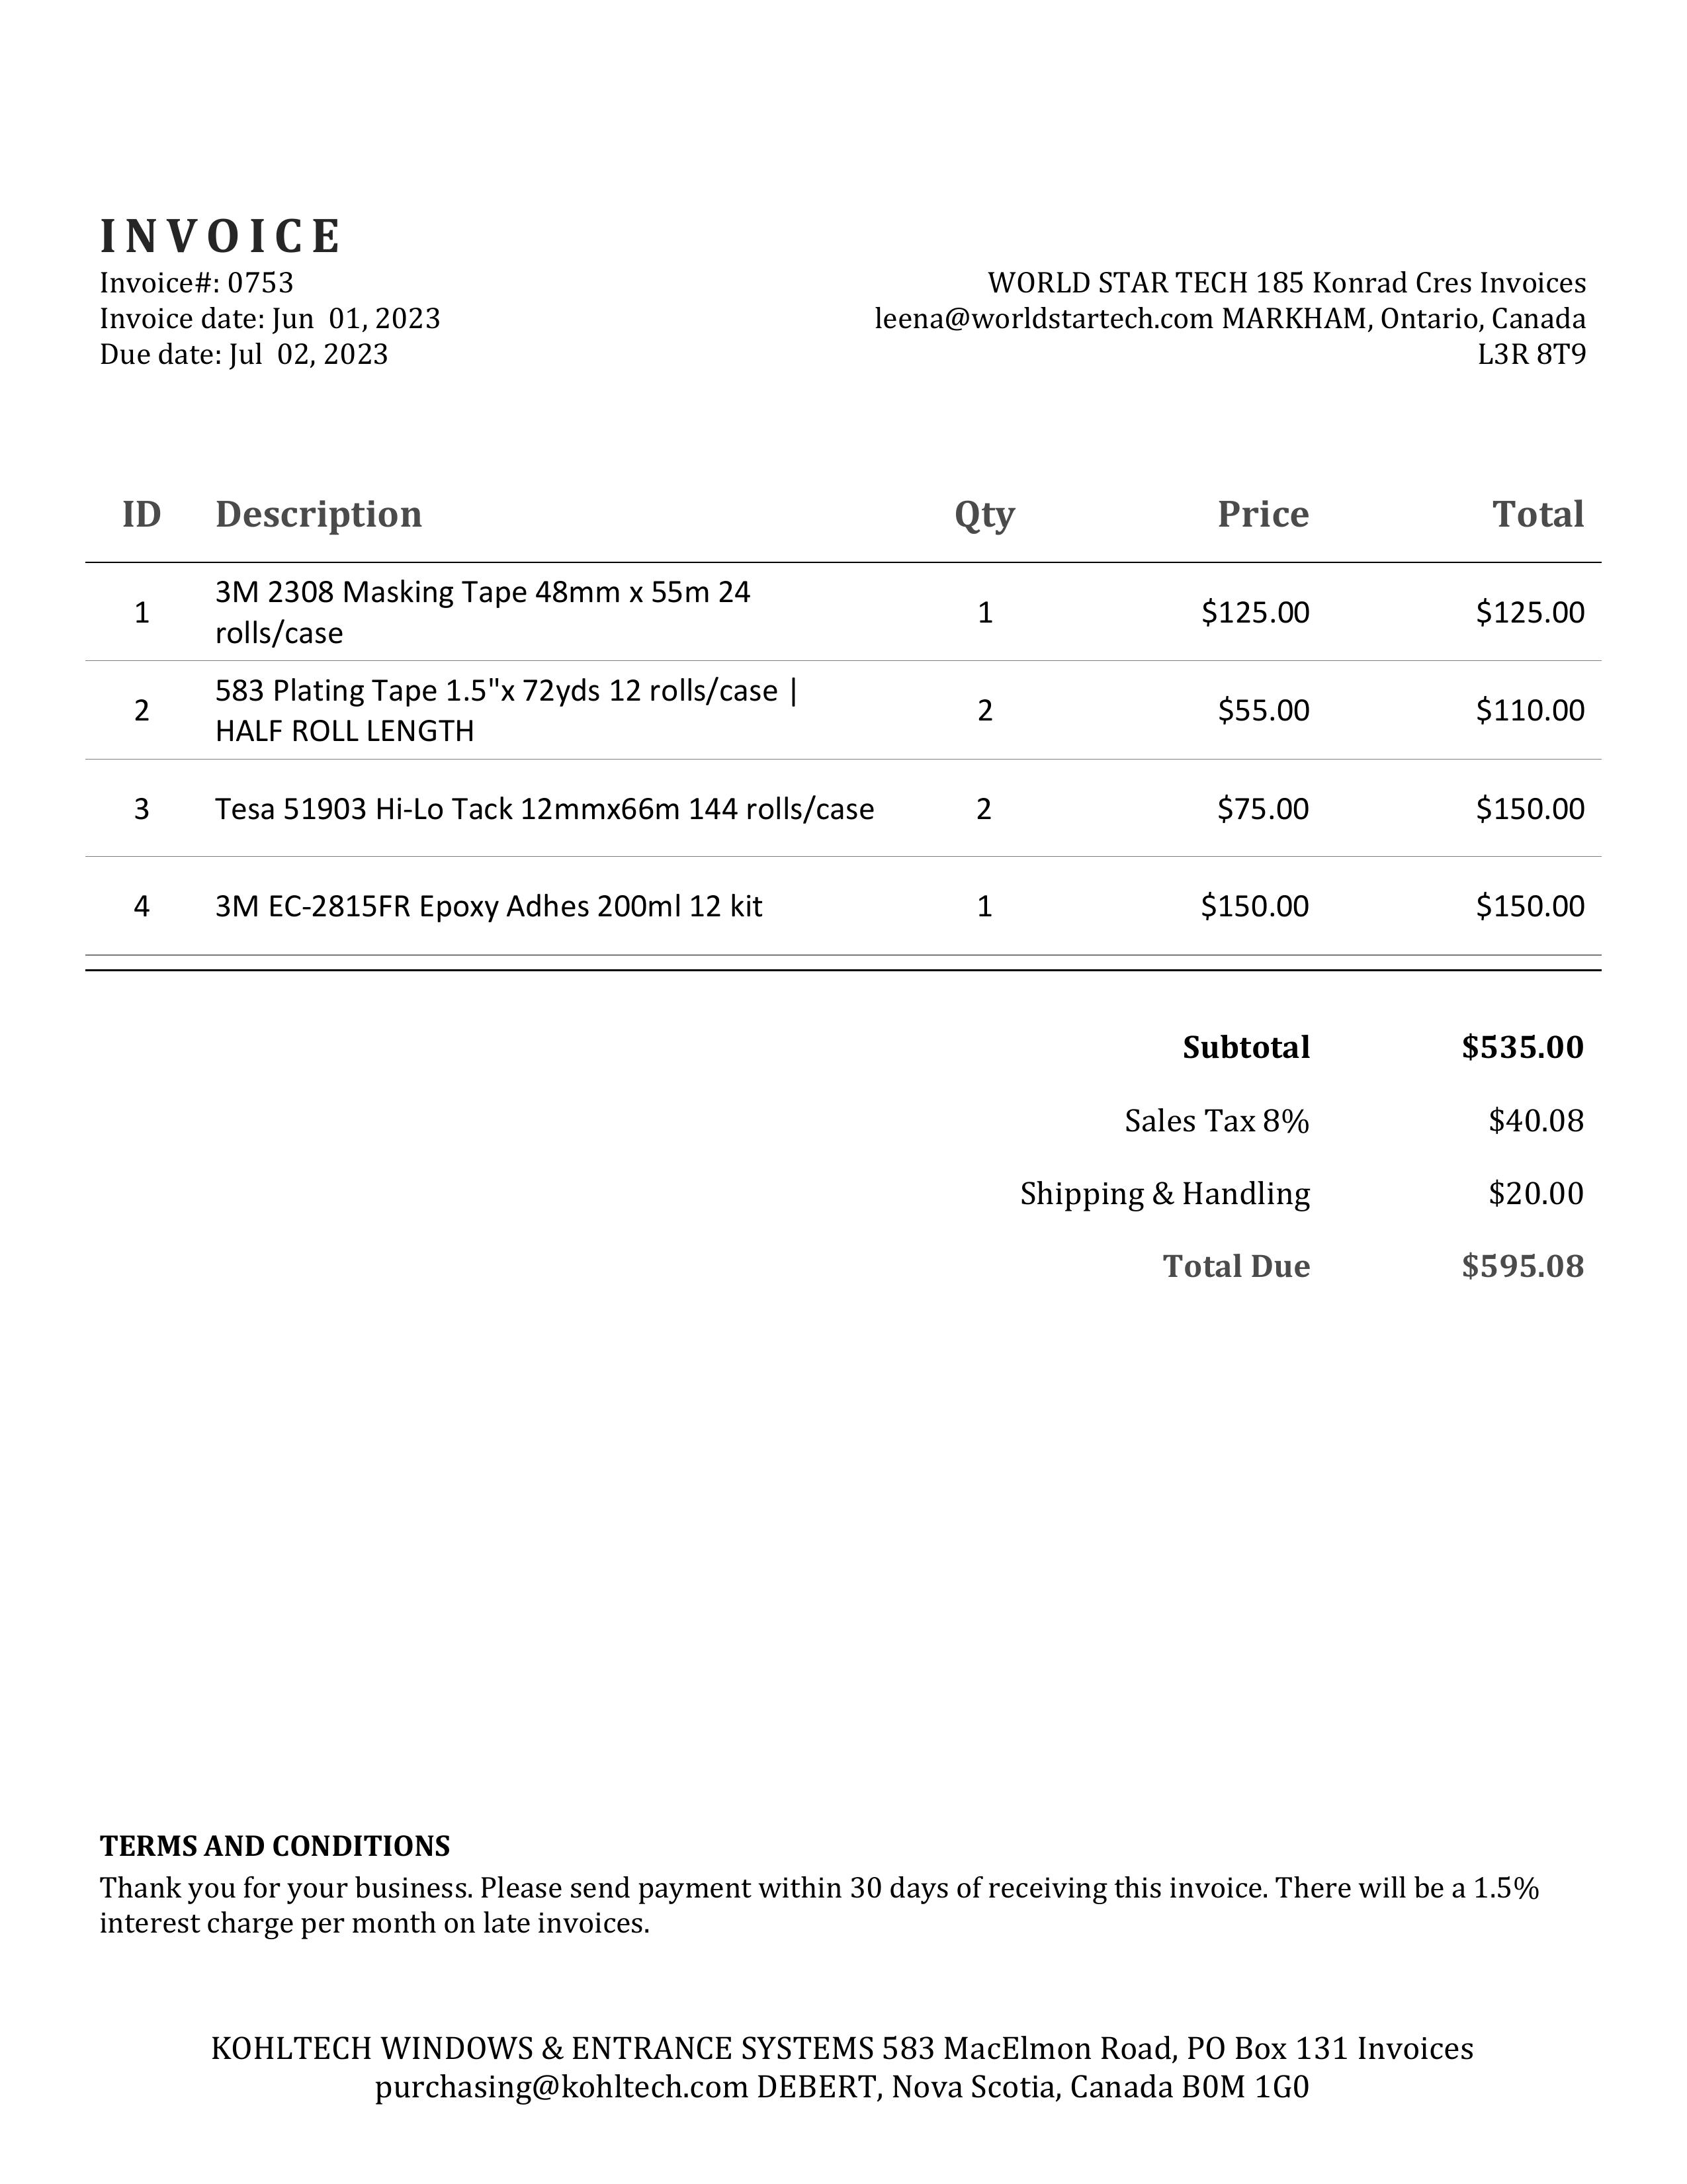 INVOICE
Invoice#: 0753
Invoice date: Jun  01, 2023
Due date: Jul  02, 2023
WORLD STAR TECH 185 Konrad Cres Invoices
leena@worldstartech.com MARKHAM, Ontario, Canada
L3R 8T9
ID Description Qty Price Total
1 3M 2308 Masking Tape 48mm x 55m 24 rolls/case 1 $125.00 $125.00
2 583 Plating Tape 1.5"x 72yds 12 rolls/case | HALF ROLL LENGTH 2 $55.00 $110.00
3 Tesa 51903 Hi-Lo Tack 12mmx66m 144 rolls/case 2 $75.00 $150.00
4 3M EC-2815FR Epoxy Adhes 200ml 12 kit 1 $150.00 $150.00
Subtotal $535.00
Sales Tax 8% $40.08
Shipping & Handling $20.00
Total Due $595.08
TERMS AND CONDITIONS
Thank you for your business. Please send payment within 30 days of receiving this invoice. There will be a 1.5%
interest charge per month on late invoices.
KOHLTECH WINDOWS & ENTRANCE SYSTEMS 583 MacElmon Road, PO Box 131 Invoices
purchasing@kohltech.com DEBERT, Nova Scotia, Canada B0M 1G0